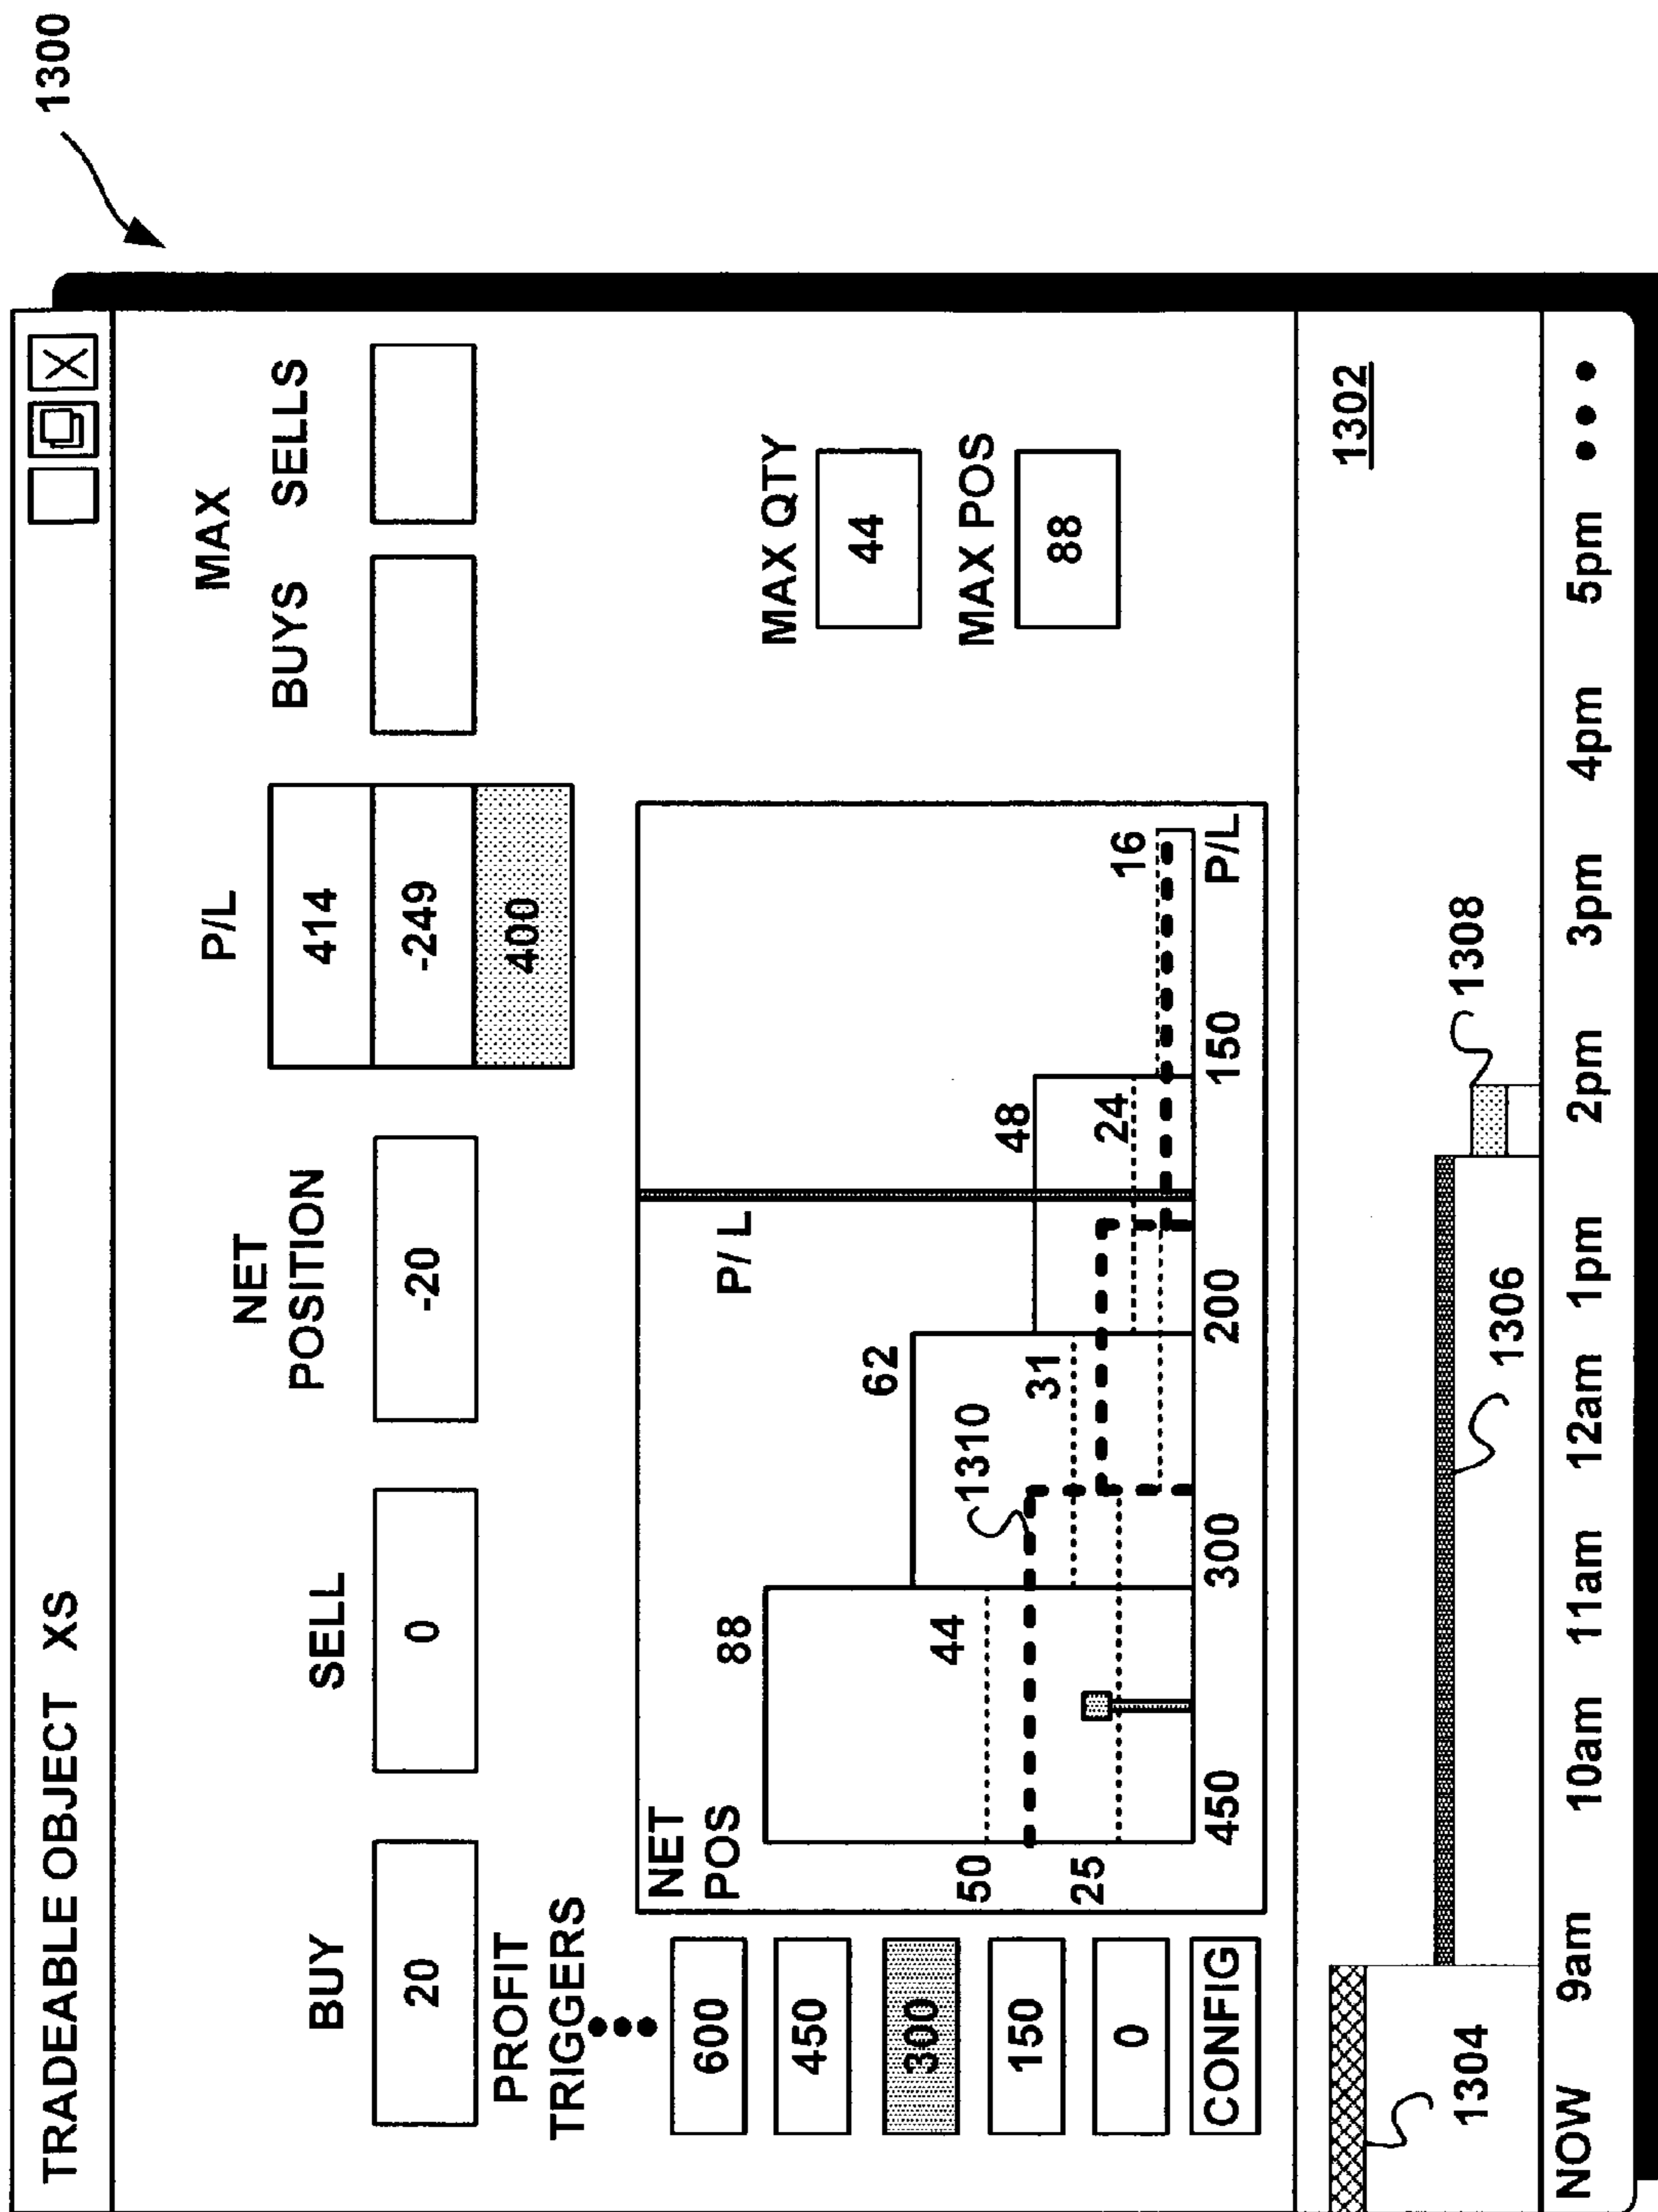 1300
TRADEABLE OBJECT XS
X
BUY
20
SELL
0
NET
POSITION
-20
P/L
414
-249
400
MAX
BUYS SELLS
PROFIT
TRIGGERS
600
450
300
150
0
CONFIG
NET
POS
50
25
88
44
1310
62
31
P/L
48
24
16
450 300 200 150 P/L
MAX QTY
44
MAX POS
88
1302
1304
1306
1308
NOW 9am 10am 11am 12am 1pm 2pm 3pm 4pm 5pm